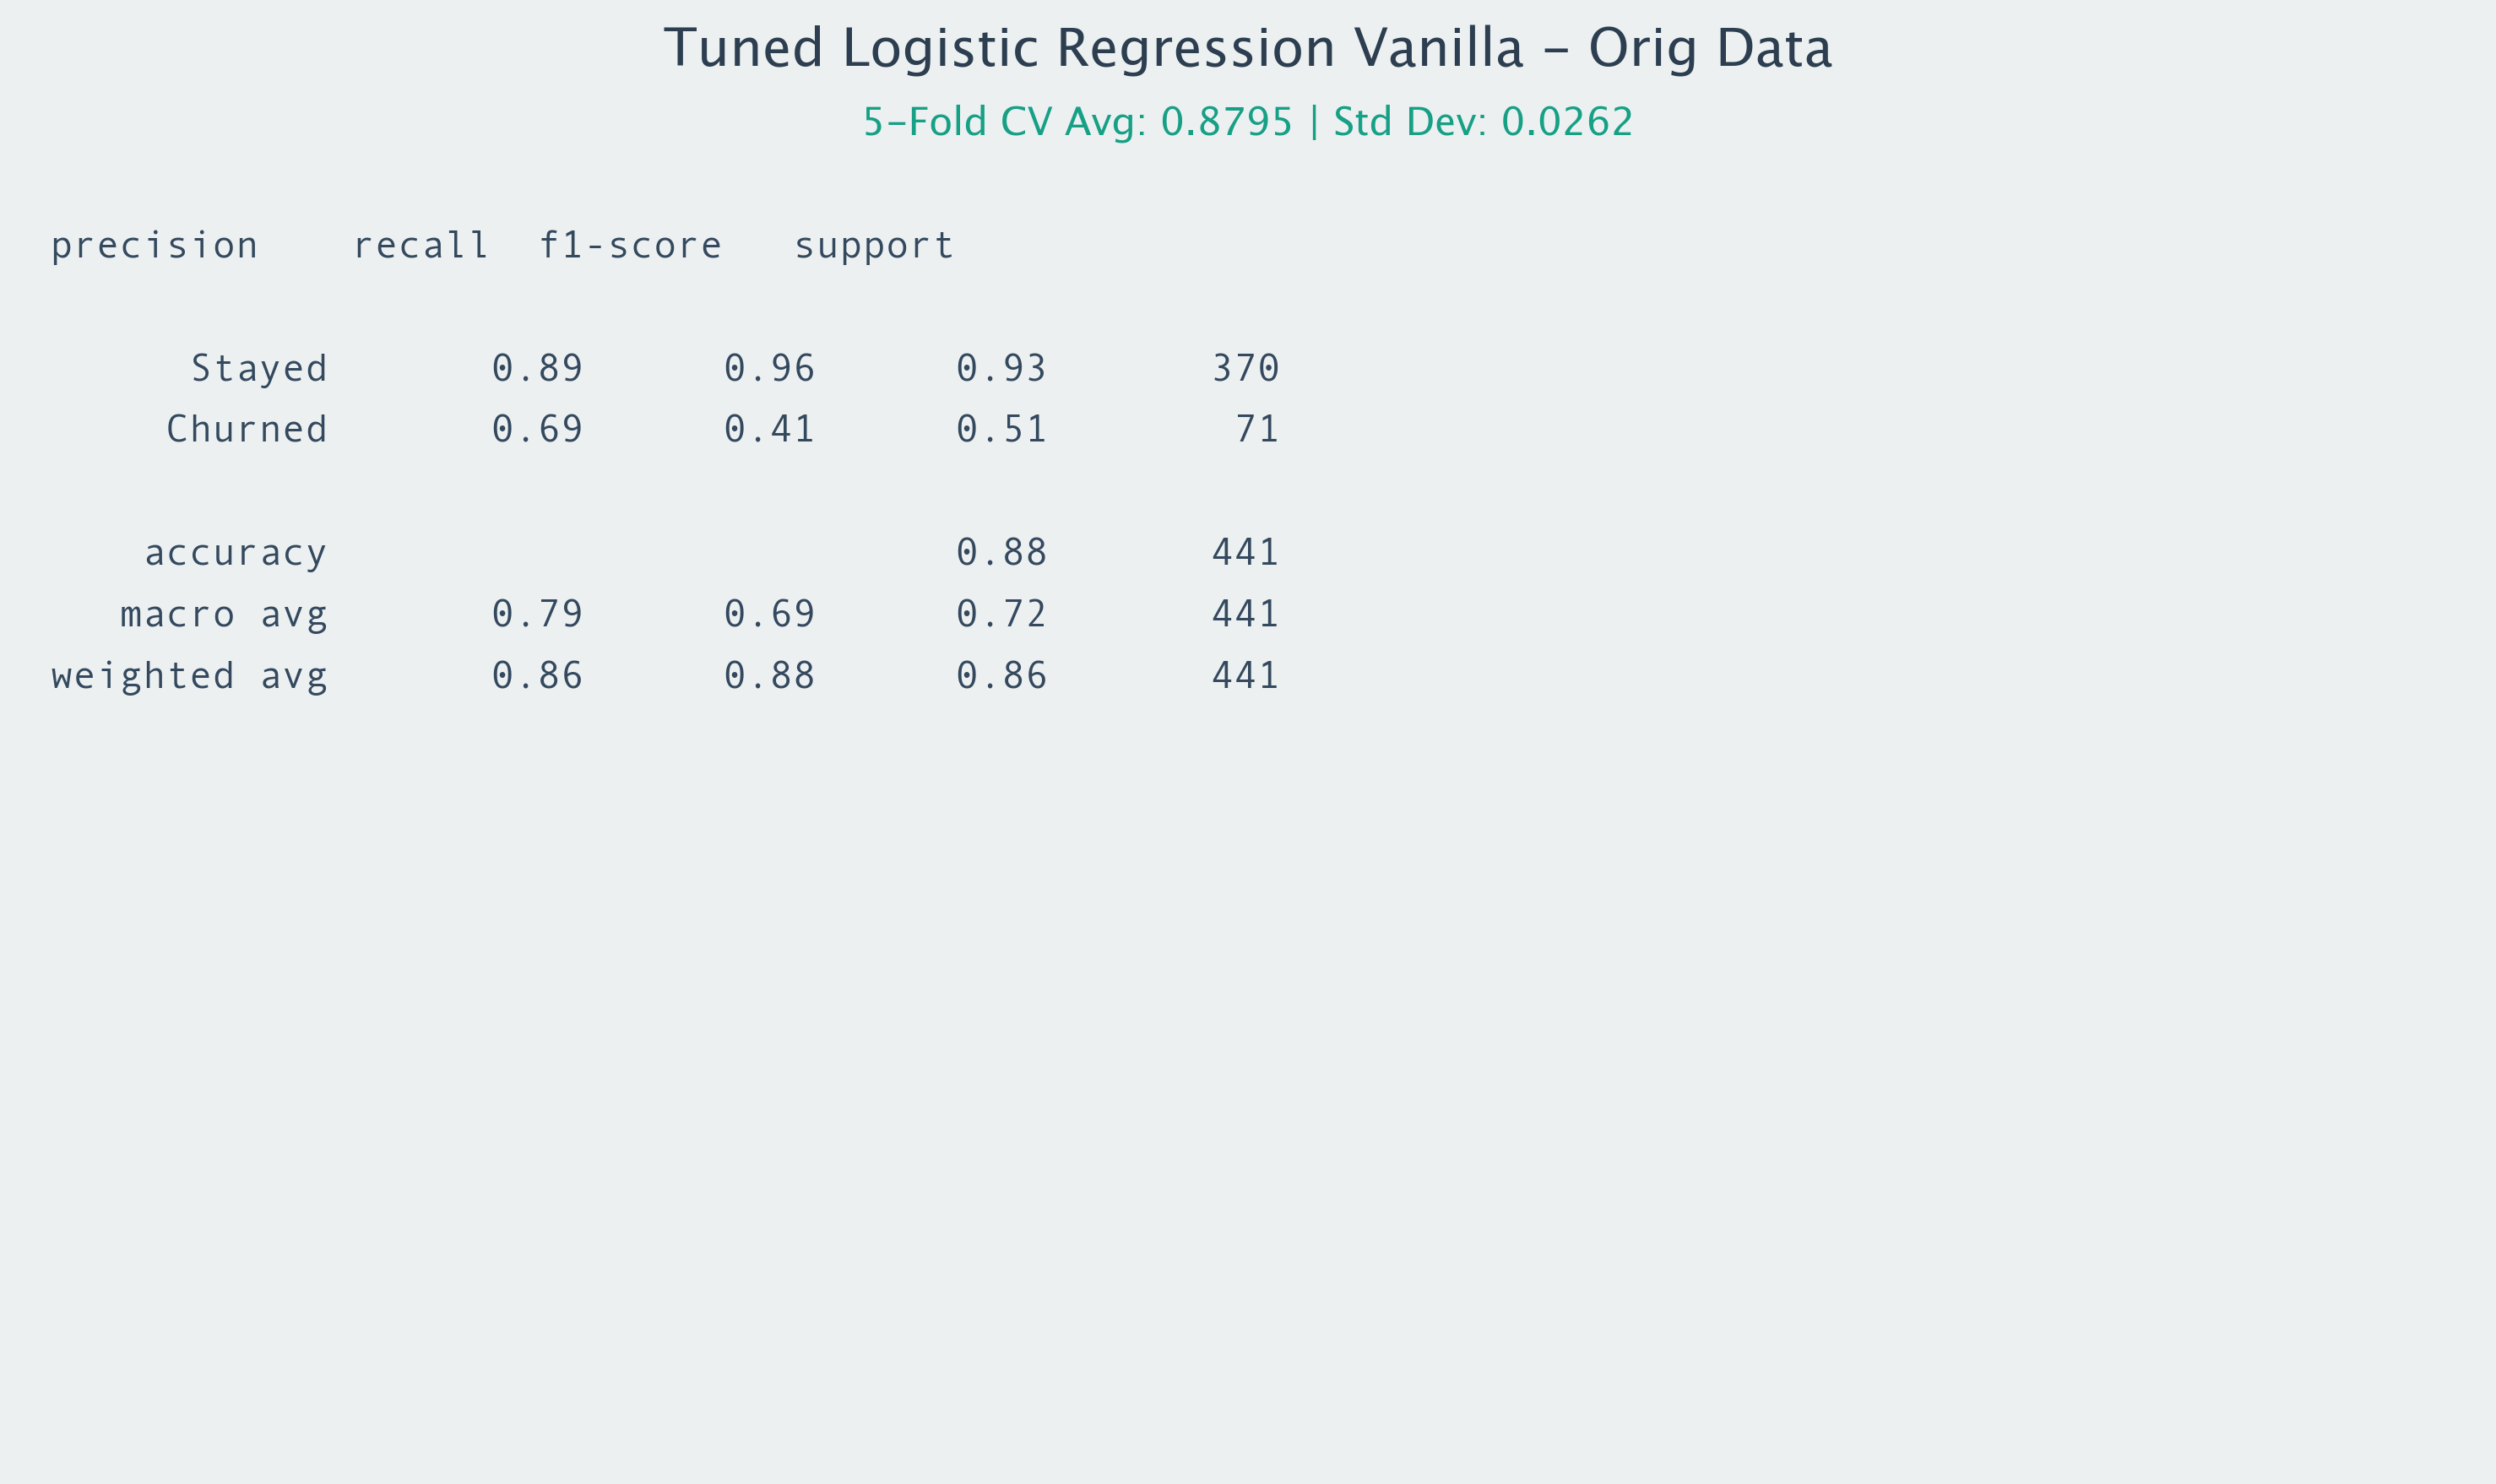 Tuned Logistic Regression Vanilla – Orig Data
5-Fold CV Avg: 0.8795 | Std Dev: 0.0262
precision    recall  f1-score   support
Stayed       0.89      0.96      0.93       370
Churned       0.69      0.41      0.51        71
accuracy                           0.88       441
macro avg       0.79      0.69      0.72       441
weighted avg       0.86      0.88      0.86       441